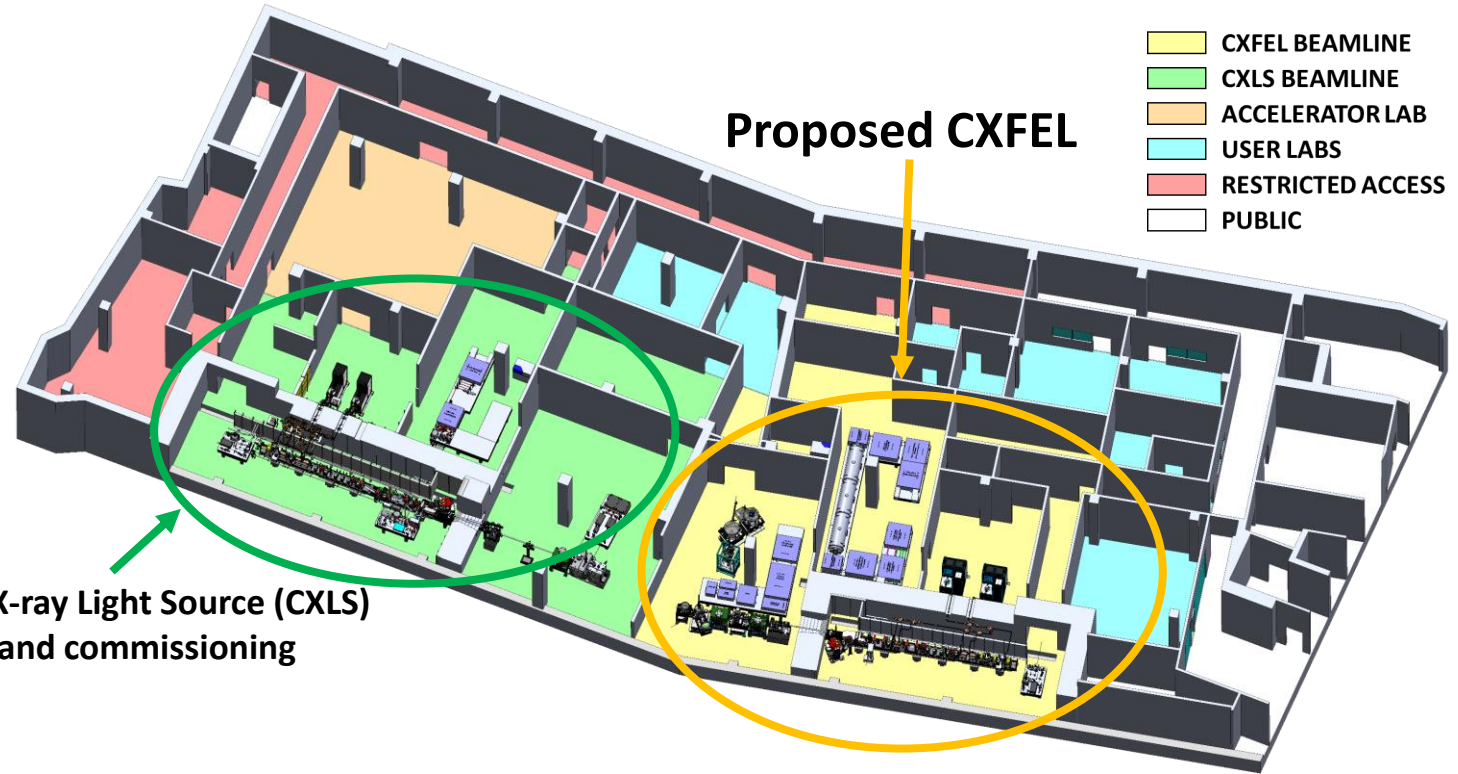 CXFEL BEAMLINE
CXLS BEAMLINE
ACCELERATOR LAB
USER LABS
RESTRICTED ACCESS
PUBLIC
Proposed CXFEL
X-ray Light Source (CXLS)
and commissioning